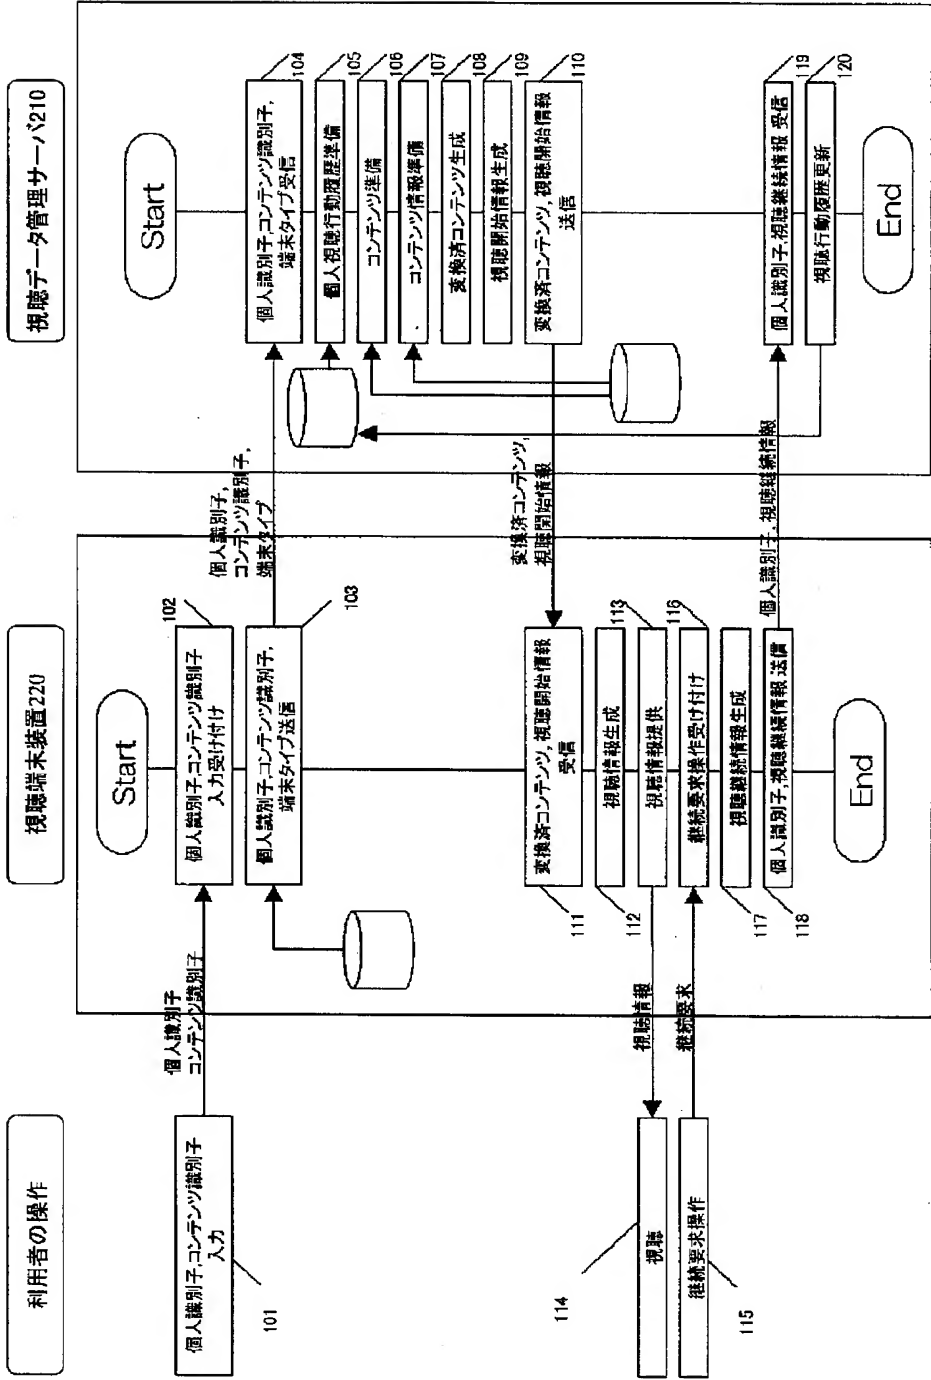 利用者の操作
個人識別子,コンテンツ識別子
入力
101
個人識別子
コンテンツ識別子
114
視聴
視聴情報
継続要求操作
115
継続要求
視聴端末装置220
Start
102
個人識別子,コンテンツ識別子
入力受け付け
103
個人識別子,コンテンツ識別子,
端末タイプ送信
個人識別子,
コンテンツ識別子,
端末タイプ
変換済コンテンツ,
視聴開始情報
変換済コンテンツ,視聴開始情報
受信
111
視聴情報生成
112
視聴情報提供
113
継続要求操作受け付け
116
視聴継続情報生成
117
個人識別子,視聴継続情報 送信
118
個人識別子,視聴継続情報
End
視聴データ管理サーバ210
Start
個人識別子,コンテンツ識別子,
端末タイプ受信
104
個人視聴行動履歴準備
105
コンテンツ準備
106
コンテンツ情報準備
107
変換済コンテンツ生成
108
視聴開始情報生成
109
変換済コンテンツ,視聴開始情報
送信
110
個人識別子,視聴継続情報 受信
119
視聴行動履歴更新
120
End